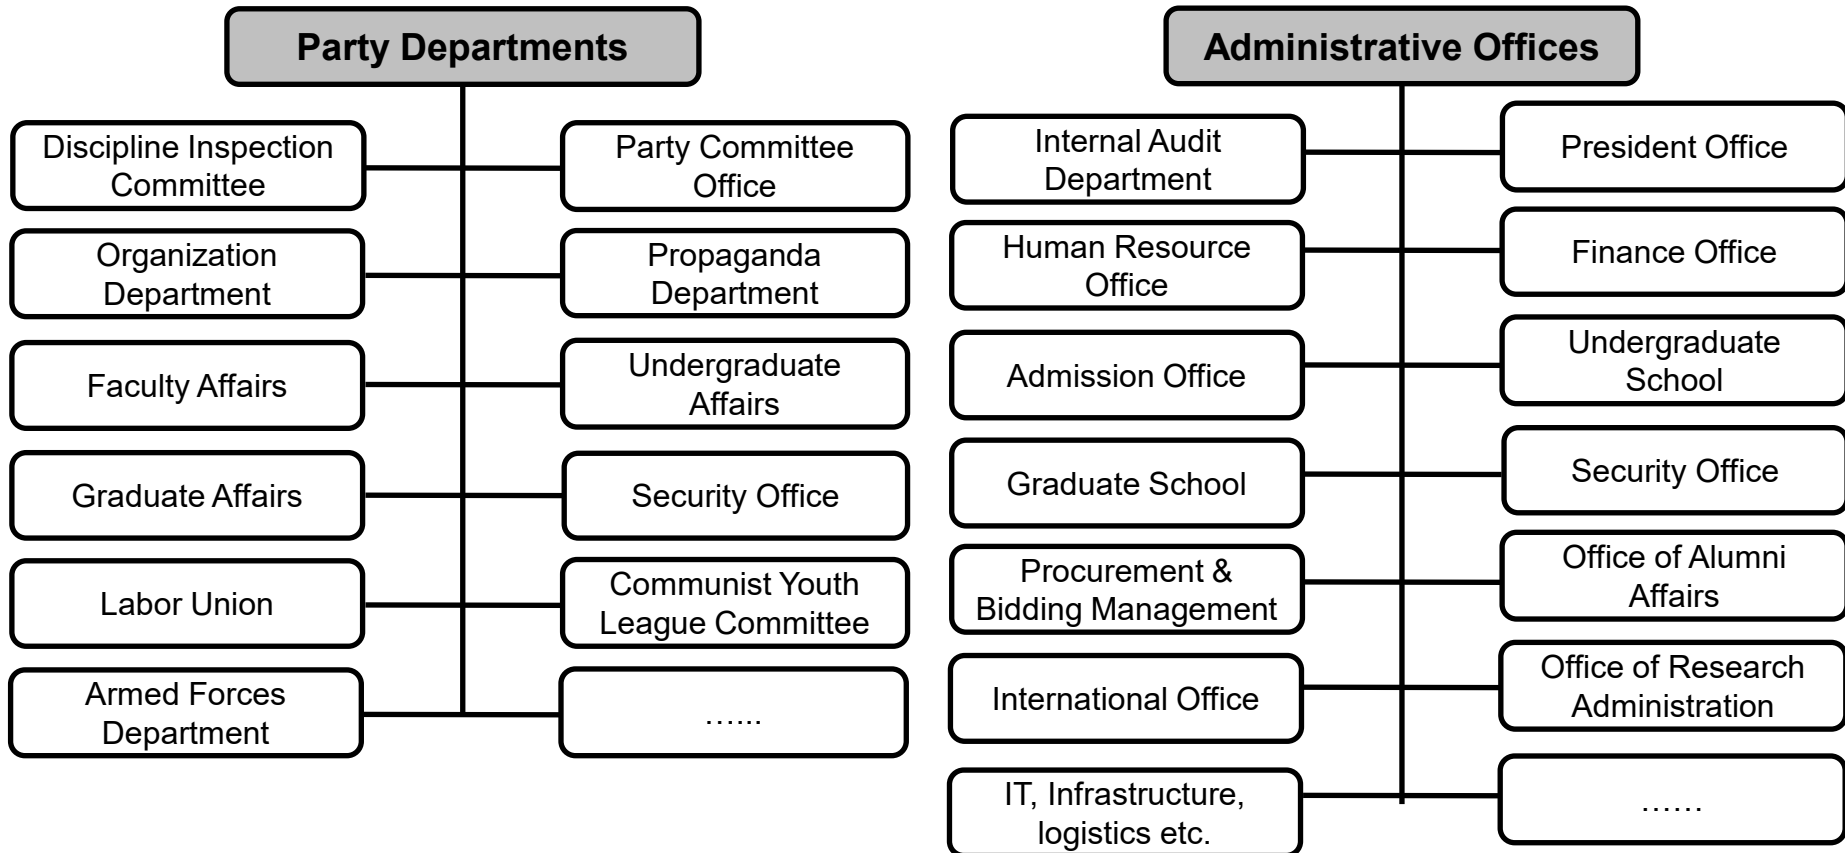 Party Departments
Discipline Inspection
Committee
Party Committee
Office
Organization
Department
Propaganda
Department
Faculty Affairs
Undergraduate
Affairs
Graduate Affairs
Security Office
Labor Union
Communist Youth
League Committee
Armed Forces
Department
…...
Administrative Offices
Internal Audit
Department
President Office
Human Resource
Office
Finance Office
Admission Office
Undergraduate
School
Graduate School
Security Office
Procurement &
Bidding Management
Office of Alumni
Affairs
International Office
Office of Research
Administration
IT, Infrastructure,
logistics etc.
……